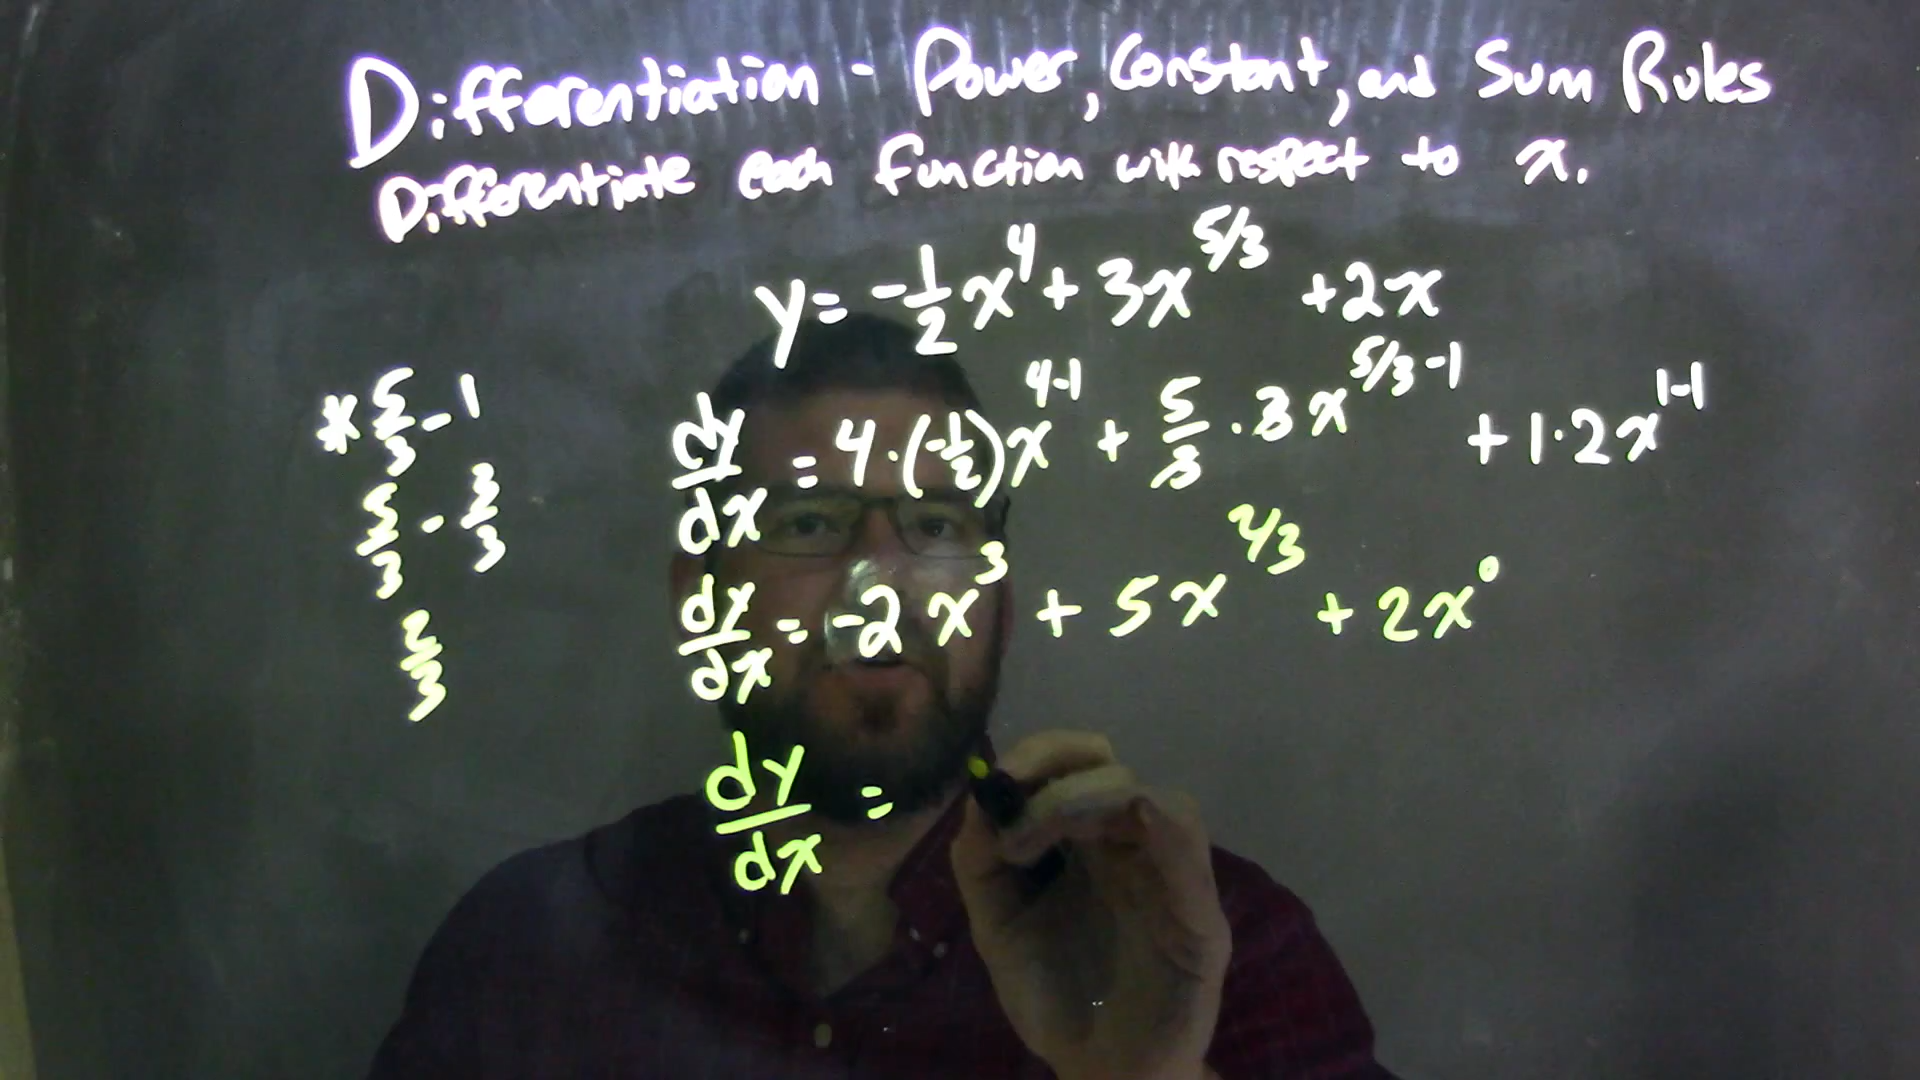 Differentiation - Power, Constant, and Sum Rules
Differentiate each function with respect to x.
y = -1/2 x^4 + 3x^5/3 + 2x
* 5/3 - 1
dy/dx = 4·(-1/2)x^4-1 + 5/3·3x^5/3-1 + 1·2x^1-1
5/3 - 3/3
dy/dx = -2x^3 + 5x^2/3 + 2x^0
2/3
dy/dx =